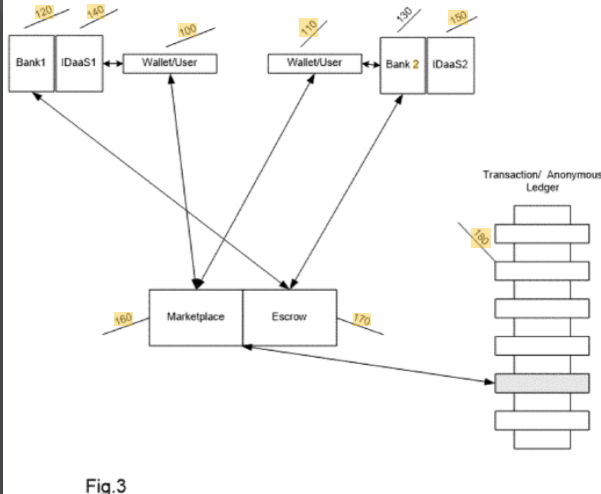 120
140
100
110
130
150
Bank1
IDaaS1
Wallet/User
Wallet/User
Bank 2
IDaaS2
Transaction/ Anonymous
Ledger
180
160
Marketplace
Escrow
170
Fig.3